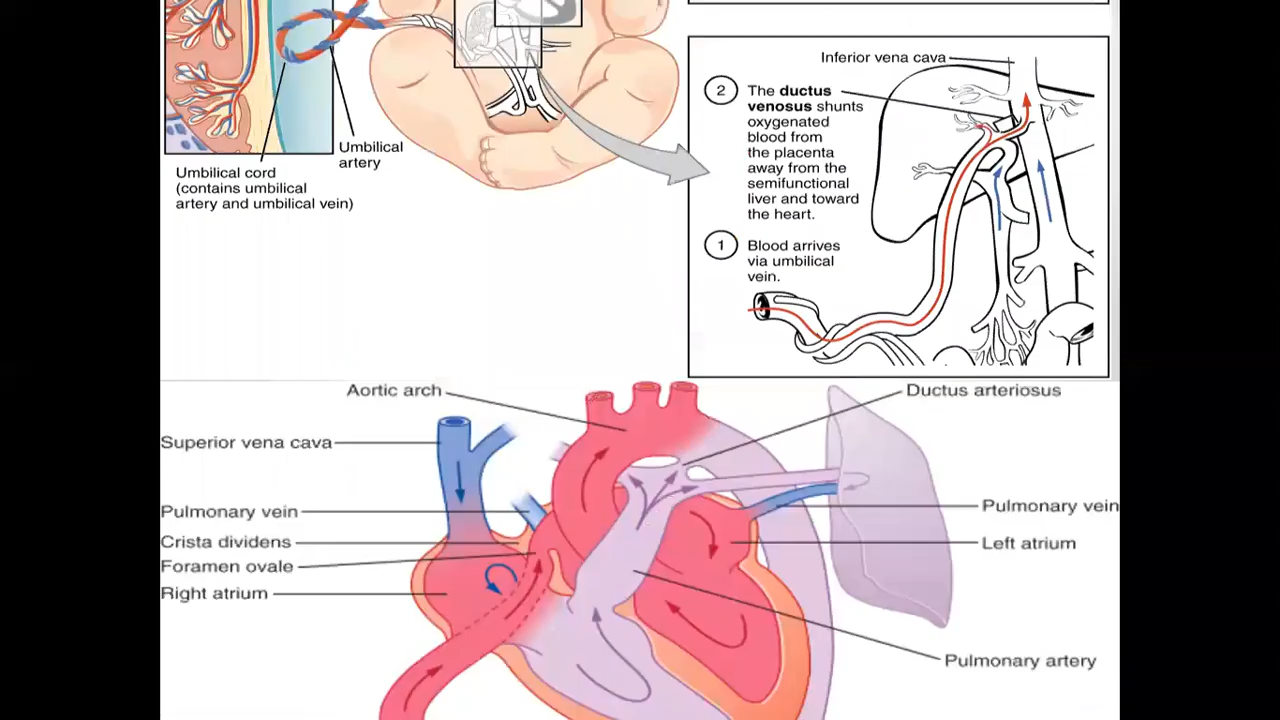 Umbilical
artery
Umbilical cord
(contains umbilical
artery and umbilical vein)
Inferior vena cava
2
The ductus
venosus shunts
oxygenated
blood from
the placenta
away from the
semifunctional
liver and toward
the heart.
1
Blood arrives
via umbilical
vein.
Aortic arch
Ductus arteriosus
Superior vena cava
Pulmonary vein
Pulmonary vein
Crista dividens
Left atrium
Foramen ovale
Right atrium
Pulmonary artery